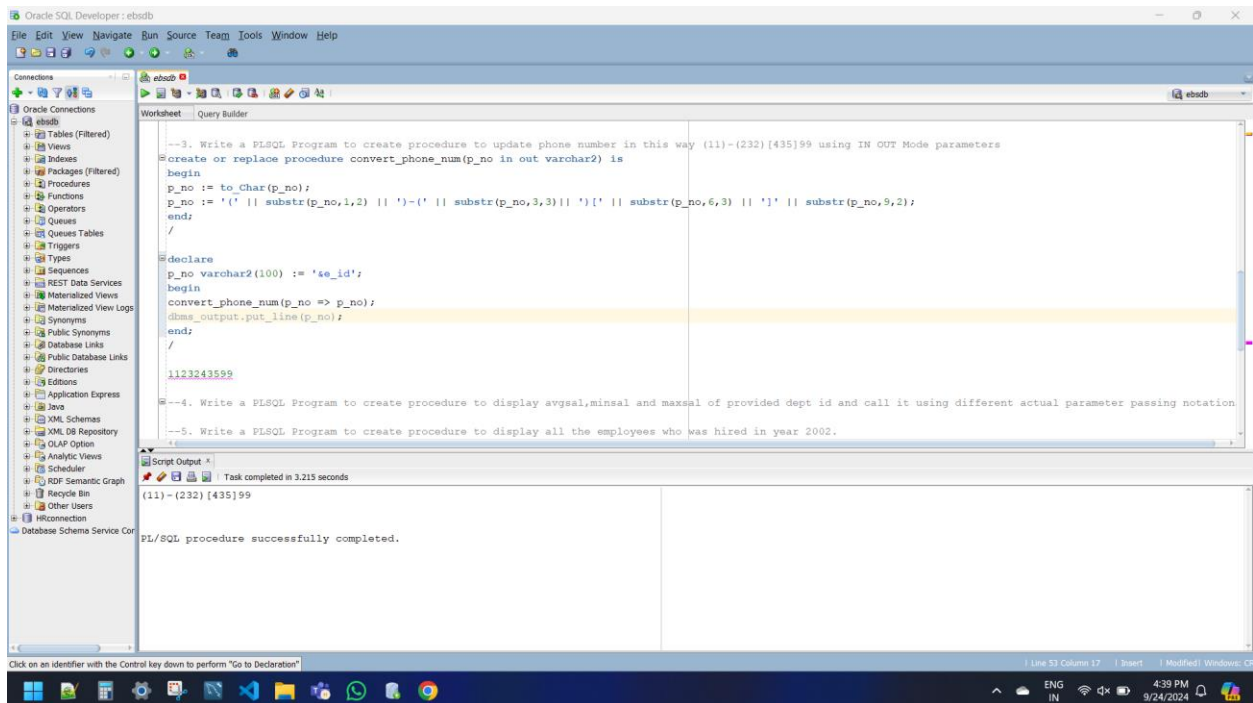 Oracle SQL Developer : ebsdb
File Edit View Navigate Run Source Team Tools Window Help
Connections
ebsdb
Oracle Connections
ebsdb
Tables (Filtered)
Views
Indexes
Packages (Filtered)
Procedures
Functions
Operators
Queues
Queues Tables
Triggers
Types
Sequences
REST Data Services
Materialized Views
Materialized View Logs
Synonyms
Public Synonyms
Database Links
Public Database Links
Directories
Editions
Application Express
Java
XML Schemas
XML DB Repository
OLAP Option
Analytic Views
Scheduler
RDF Semantic Graph
Recycle Bin
Other Users
HRconnection
Database Schema Service Cor
ebsdb
Worksheet Query Builder
--3. Write a PLSQL Program to create procedure to update phone number in this way (11)-(232)[435]99 using IN OUT Mode parameters
create or replace procedure convert_phone_num(p_no in out varchar2) is
begin
p_no := to_Char(p_no);
p_no := '(' || substr(p_no,1,2) || ')-(' || substr(p_no,3,3)|| ')[' || substr(p_no,6,3) || ']' || substr(p_no,9,2);
end;
/
declare
p_no varchar2(100) := '&e_id';
begin
convert_phone_num(p_no => p_no);
dbms_output.put_line(p_no);
end;
/
1123243599
--4. Write a PLSQL Program to create procedure to display avgsal,minsal and maxsal of provided dept id and call it using different actual parameter passing notation
--5. Write a PLSQL Program to create procedure to display all the employees who was hired in year 2002.
Script Output
Task completed in 3.215 seconds
(11)-(232)[435]99
PL/SQL procedure successfully completed.
Click on an identifier with the Control key down to perform "Go to Declaration"
Line 53 Column 17 | Insert | Modified| Windows: CR
ENG
IN
4:39 PM
9/24/2024